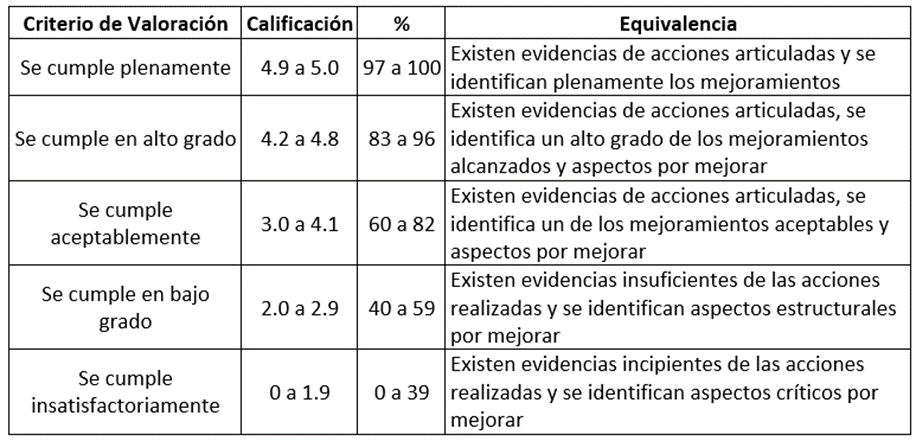 Criterio de Valoración Calificación % Equivalencia
Se cumple plenamente 4.9 a 5.0 97 a 100 Existen evidencias de acciones articuladas y se
identifican plenamente los mejoramientos
Se cumple en alto grado 4.2 a 4.8 83 a 96 Existen evidencias de acciones articuladas, se
identifica un alto grado de los mejoramientos
alcanzados y aspectos por mejorar
Se cumple
aceptablemente 3.0 a 4.1 60 a 82 Existen evidencias de acciones articuladas, se
identifica un de los mejoramientos aceptables y
aspectos por mejorar
Se cumple en bajo
grado 2.0 a 2.9 40 a 59 Existen evidencias insuficientes de las acciones
realizadas y se identifican aspectos estructurales
por mejorar
Se cumple
insatisfactoriamente 0 a 1.9 0 a 39 Existen evidencias incipientes de las acciones
realizadas y se identifican aspectos críticos por
mejorar